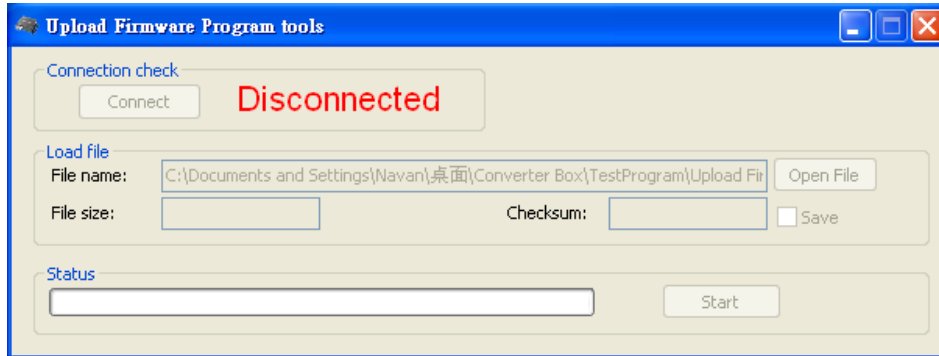 Upload Firmware Program tools
Connection check
Connect Disconnected
Load file
File name: C:\Documents and Settings\Navan\桌面\Converter Box\TestProgram\Upload Fir Open File
File size: Checksum: Save
Status
Start